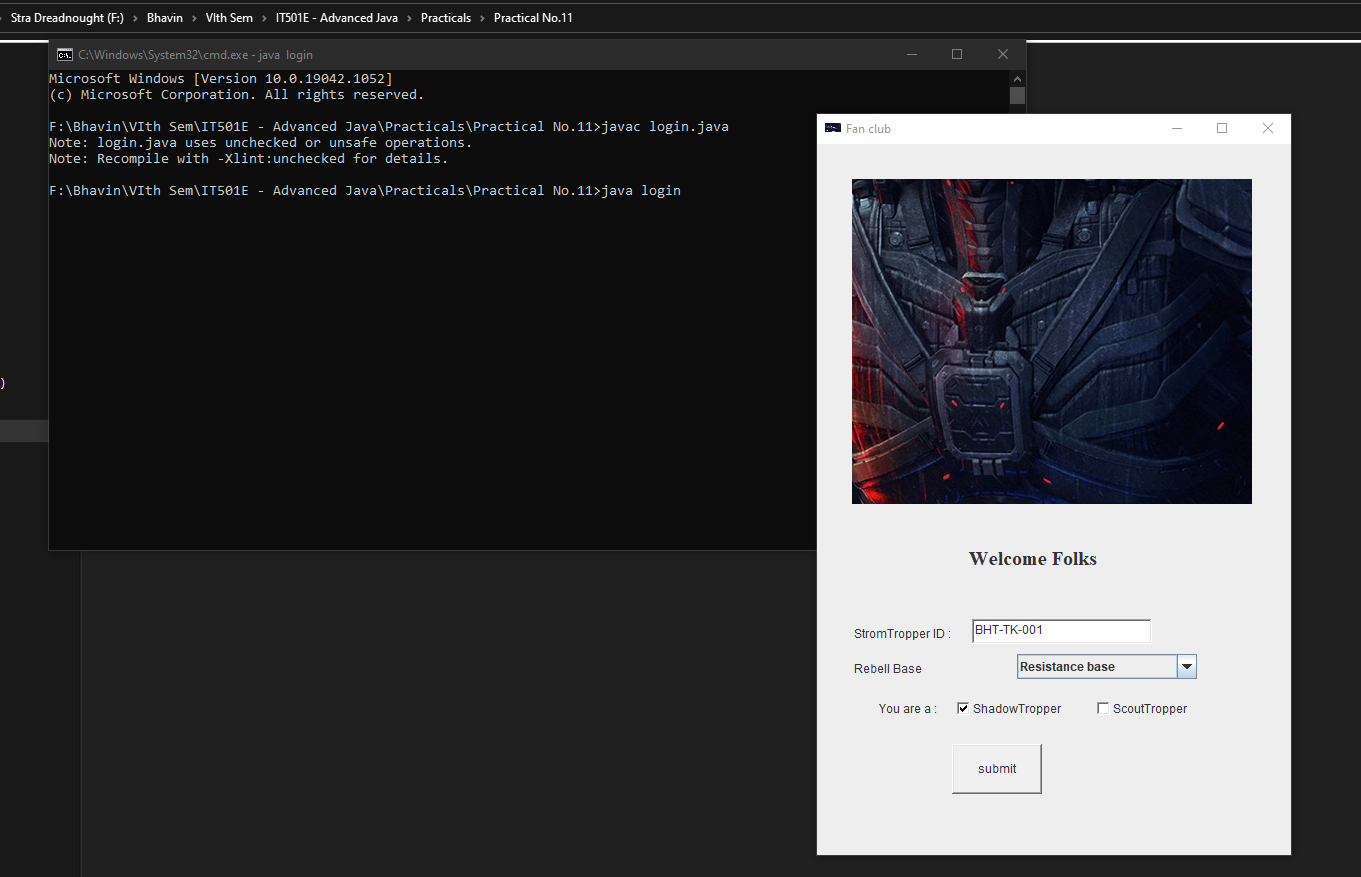 Stra Dreadnought (F:) › Bhavin › VIth Sem › IT501E - Advanced Java › Practicals › Practical No.11
C:\Windows\System32\cmd.exe - java  login
Microsoft Windows [Version 10.0.19042.1052]
(c) Microsoft Corporation. All rights reserved.
F:\Bhavin\VIth Sem\IT501E - Advanced Java\Practicals\Practical No.11>javac login.java
Note: login.java uses unchecked or unsafe operations.
Note: Recompile with -Xlint:unchecked for details.
F:\Bhavin\VIth Sem\IT501E - Advanced Java\Practicals\Practical No.11>java login
)
Fan club
Welcome Folks
StromTropper ID : BHT-TK-001
Rebell Base Resistance base
You are a : ShadowTropper ScoutTropper
submit